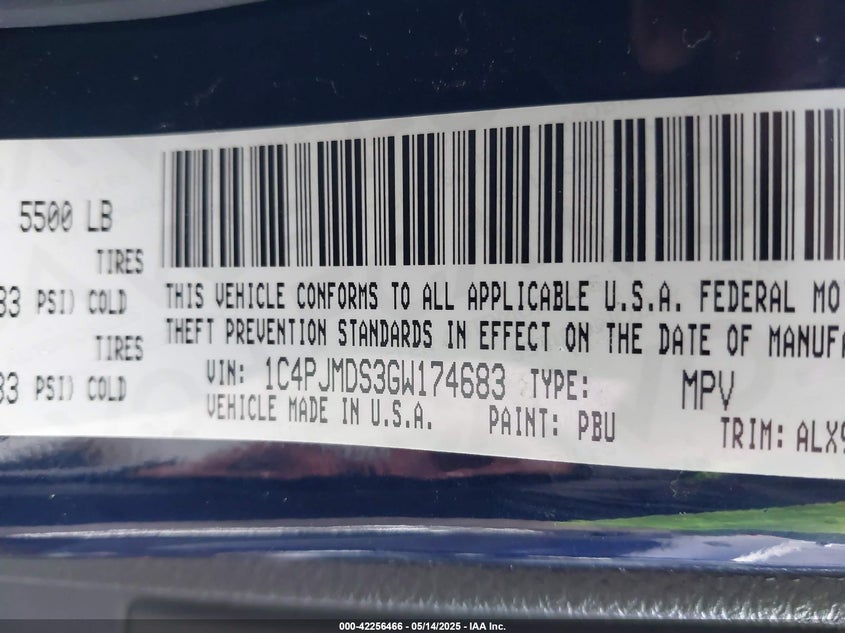 5500 LB
TIRES
83 PSI) COLD
TIRES
83 PSI) COLD
THIS VEHICLE CONFORMS TO ALL APPLICABLE U.S.A. FEDERAL MO
THEFT PREVENTION STANDARDS IN EFFECT ON THE DATE OF MANUFA
VIN: 1C4PJMDS3GW174683 TYPE: MPV
VEHICLE MADE IN U.S.A. PAINT: PBU TRIM: ALX9
000-42256466 - 05/14/2025 - IAA Inc.